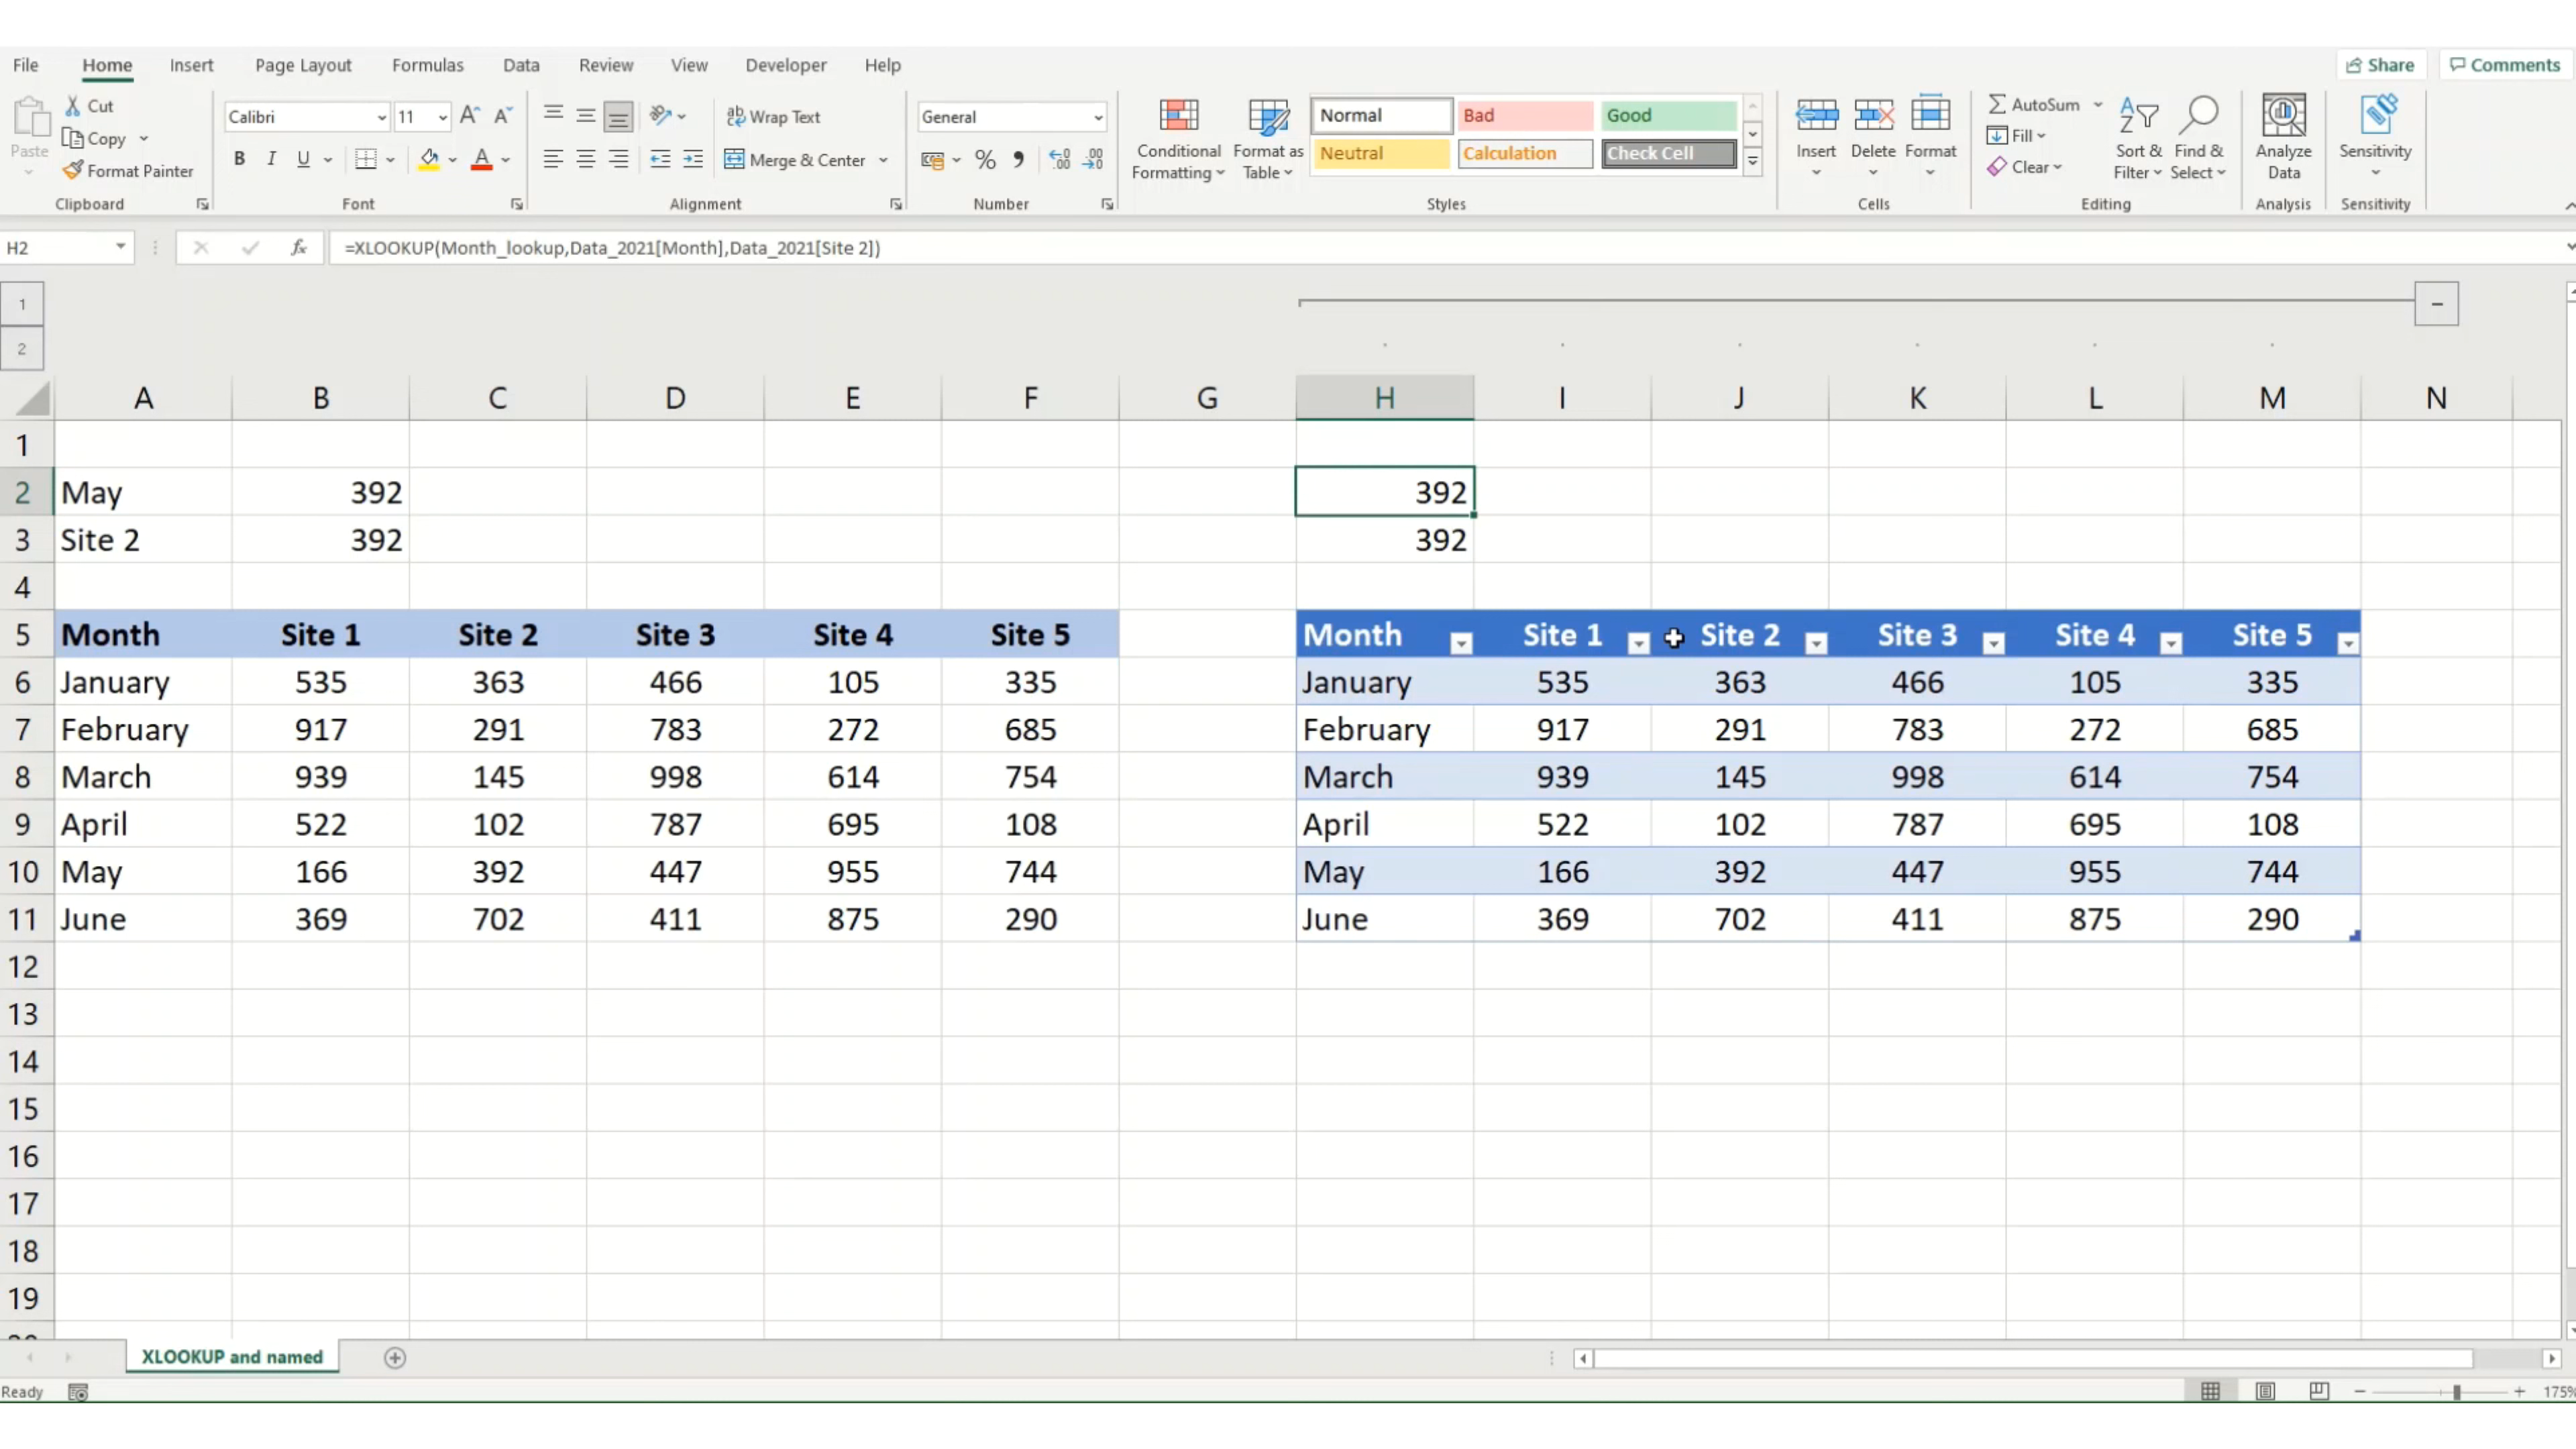 File Home Insert Page Layout Formulas Data Review View Developer Help Share Comments
Paste Cut Copy Format Painter Clipboard
Calibri 11 B I U A Font
Wrap Text Merge & Center Alignment
General % Number
Conditional Formatting Format as Table
Normal Bad Good
Neutral Calculation Check Cell
Styles
Insert Delete Format Cells
AutoSum Fill Clear Sort & Filter Find & Select Editing
Analyze Data Analysis
Sensitivity Sensitivity
H2 fx =XLOOKUP(Month_lookup,Data_2021[Month],Data_2021[Site 2])
1
2
A B C D E F G H I J K L M N
1
2 May 392 392
3 Site 2 392 392
4
5 Month Site 1 Site 2 Site 3 Site 4 Site 5 Month Site 1 Site 2 Site 3 Site 4 Site 5
6 January 535 363 466 105 335 January 535 363 466 105 335
7 February 917 291 783 272 685 February 917 291 783 272 685
8 March 939 145 998 614 754 March 939 145 998 614 754
9 April 522 102 787 695 108 April 522 102 787 695 108
10 May 166 392 447 955 744 May 166 392 447 955 744
11 June 369 702 411 875 290 June 369 702 411 875 290
12
13
14
15
16
17
18
19
XLOOKUP and named
Ready 175%